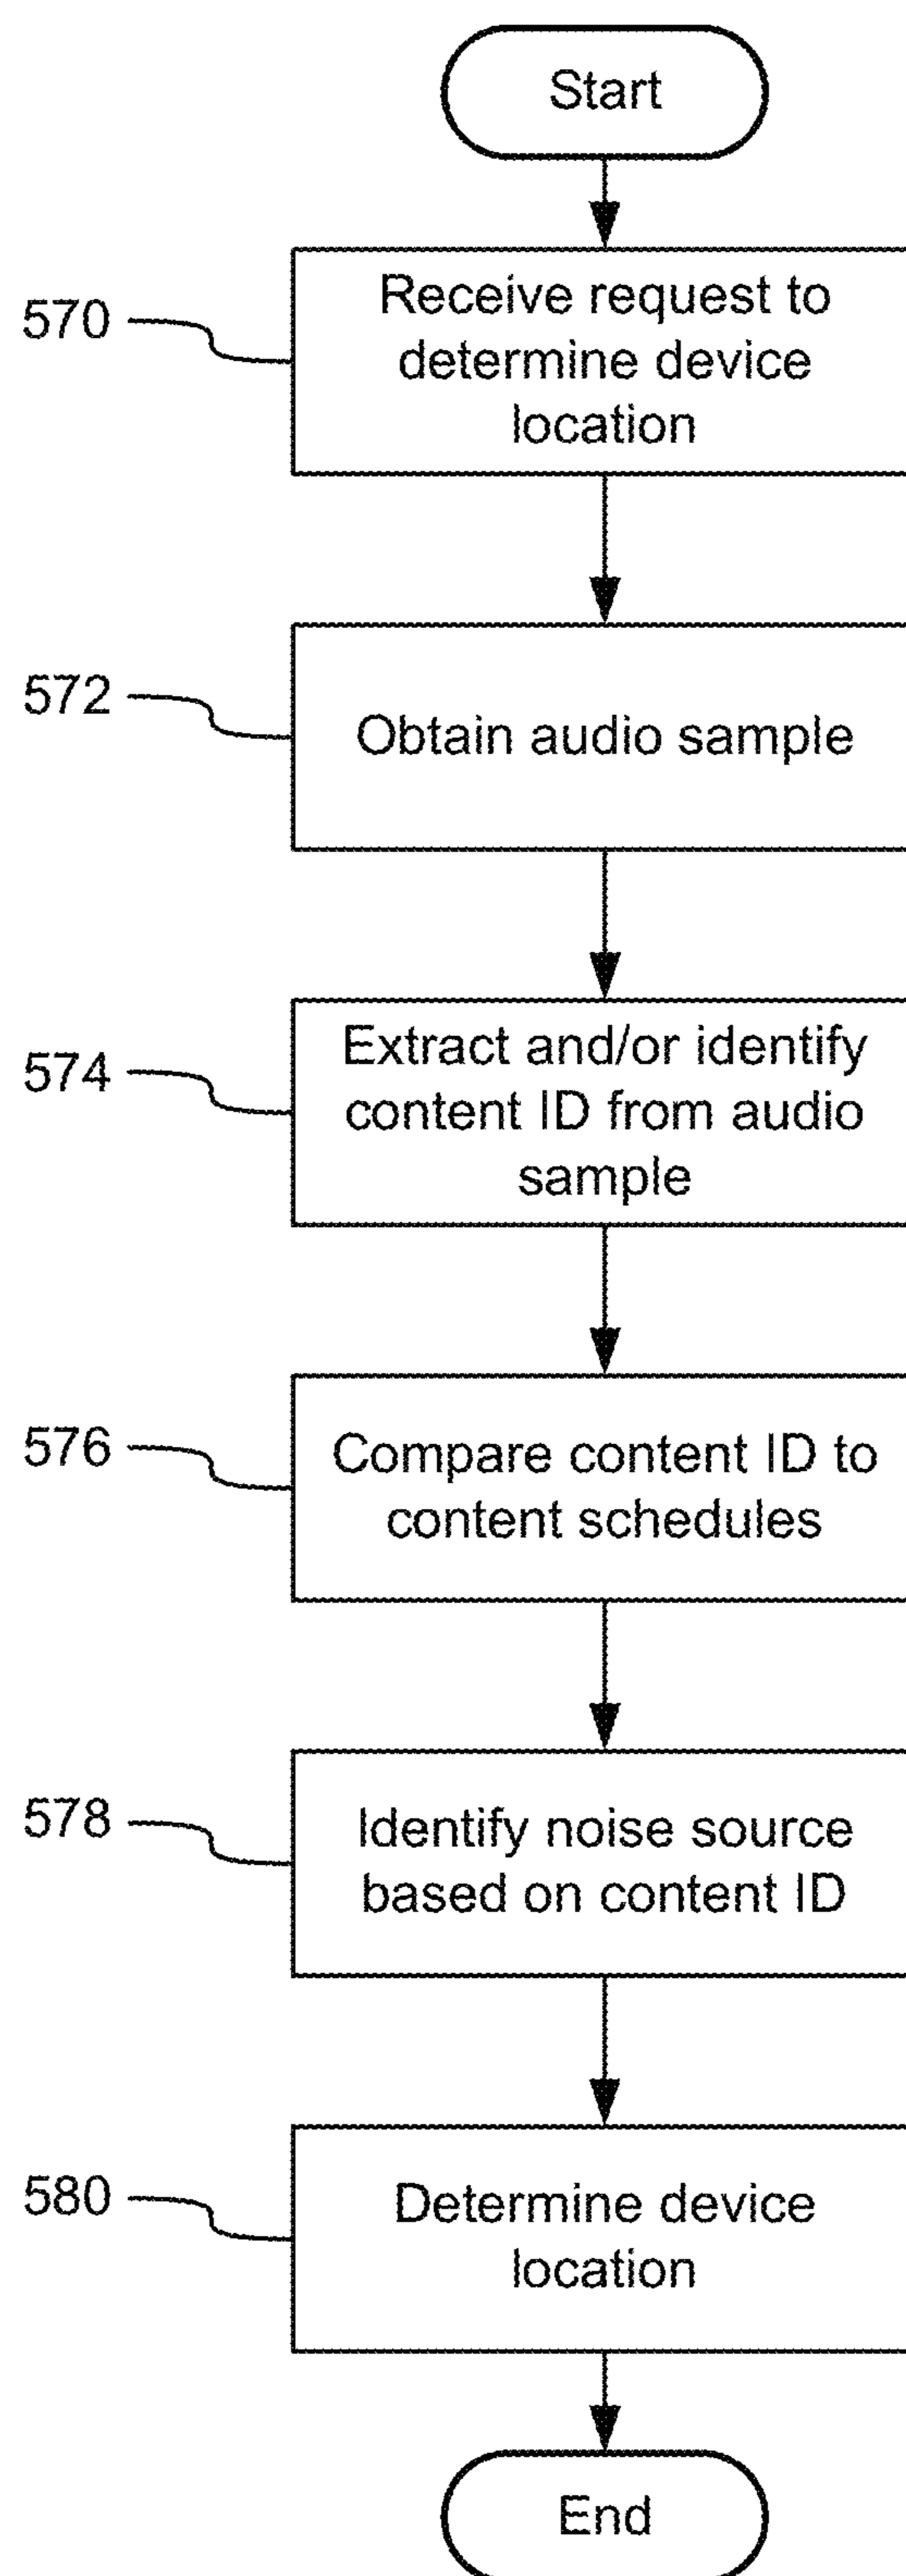 Start
570
Receive request to
determine device
location
572
Obtain audio sample
574
Extract and/or identify
content ID from audio
sample
576
Compare content ID to
content schedules
578
Identify noise source
based on content ID
580
Determine device
location
End